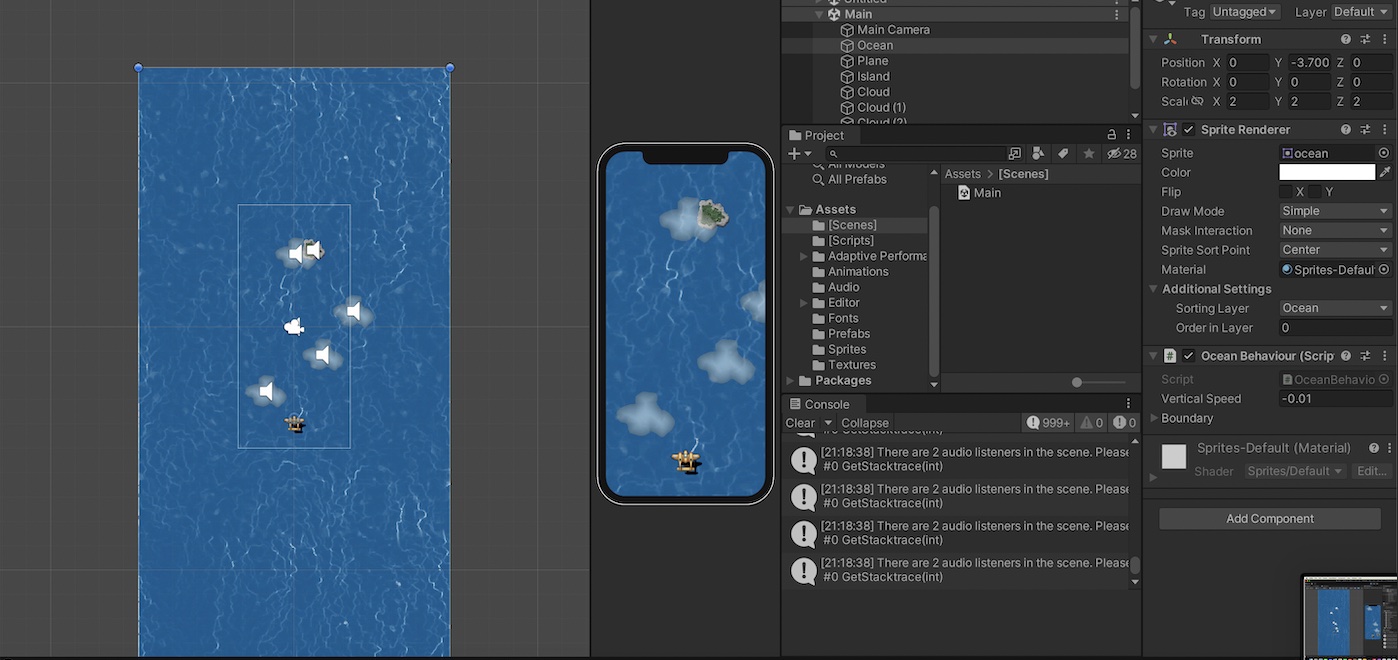 Untitled
Main
Main Camera
Ocean
Plane
Island
Cloud
Cloud (1)
Cloud (2)
Project
28
All Models
All Prefabs
Assets
[Scenes]
[Scripts]
Adaptive Performa
Animations
Audio
Editor
Fonts
Prefabs
Sprites
Textures
Packages
Assets > [Scenes]
Main
Console
Clear Collapse 999+ 0 0
#0 GetStacktrace(int)
[21:18:38] There are 2 audio listeners in the scene. Please
#0 GetStacktrace(int)
[21:18:38] There are 2 audio listeners in the scene. Please
#0 GetStacktrace(int)
[21:18:38] There are 2 audio listeners in the scene. Please
#0 GetStacktrace(int)
[21:18:38] There are 2 audio listeners in the scene. Please
#0 GetStacktrace(int)
Tag Untagged Layer Default
Transform
Position X 0 Y -3.700 Z 0
Rotation X 0 Y 0 Z 0
Scal X 2 Y 2 Z 2
Sprite Renderer
Sprite ocean
Color
Flip X Y
Draw Mode Simple
Mask Interaction None
Sprite Sort Point Center
Material Sprites-Defaul
Additional Settings
Sorting Layer Ocean
Order in Layer 0
# Ocean Behaviour (Scrip
Script OceanBehavio
Vertical Speed -0.01
Boundary
Sprites-Default (Material)
Shader Sprites/Default Edit...
Add Component